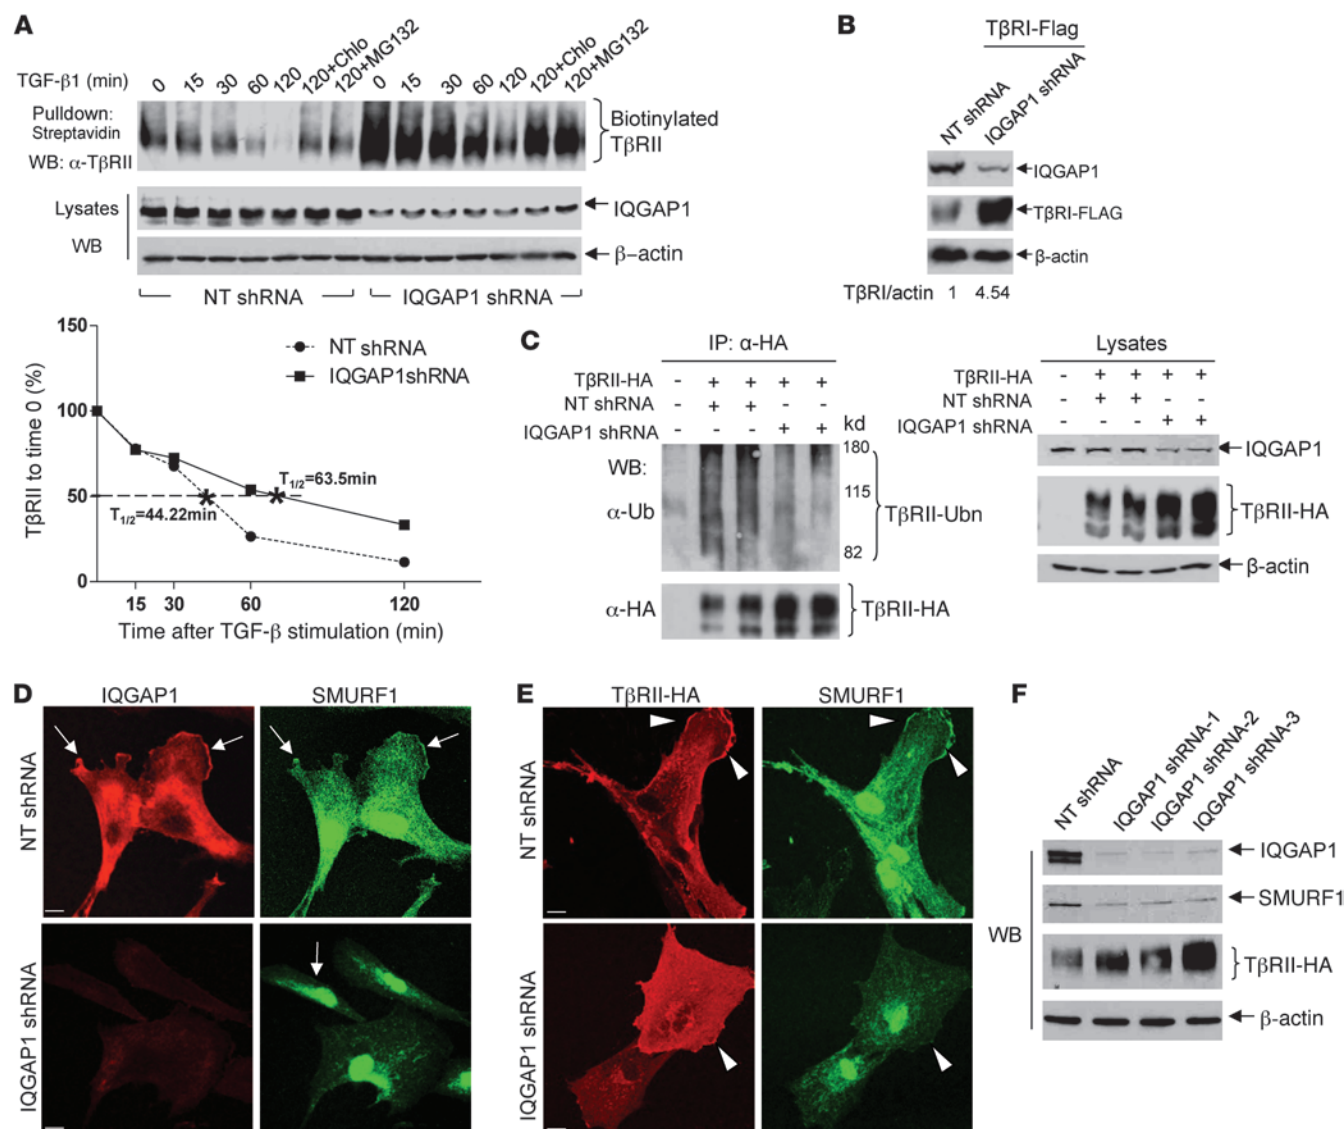 A
TGF-β1 (min)
0 15 30 60 120 120+Chlo 120+MG132 0 15 30 60 120 120+Chlo 120+MG132
Pulldown:
Streptavidin
WB: α-TβRII
Biotinylated
TβRII
Lysates
WB
IQGAP1
β-actin
NT shRNA IQGAP1 shRNA
TβRII to time 0 (%)
150
100
50
0
NT shRNA
IQGAP1shRNA
T1/2=63.5min
T1/2=44.22min
15 30 60 120
Time after TGF-β stimulation (min)
B
TβRI-Flag
NT shRNA IQGAP1 shRNA
IQGAP1
TβRI-FLAG
β-actin
TβRI/actin 1 4.54
C
IP: α-HA
TβRII-HA - + + + +
NT shRNA - + + - -
IQGAP1 shRNA - - - + +
kd
WB:
α-Ub
180
115
82
TβRII-Ubn
α-HA
TβRII-HA
Lysates
TβRII-HA - + + + +
NT shRNA - + + - -
IQGAP1 shRNA - - - + +
IQGAP1
TβRII-HA
β-actin
D
IQGAP1 SMURF1
NT shRNA
IQGAP1 shRNA
E
TβRII-HA SMURF1
NT shRNA
IQGAP1 shRNA
F
NT shRNA IQGAP1 shRNA-1 IQGAP1 shRNA-2 IQGAP1 shRNA-3
WB
IQGAP1
SMURF1
TβRII-HA
β-actin